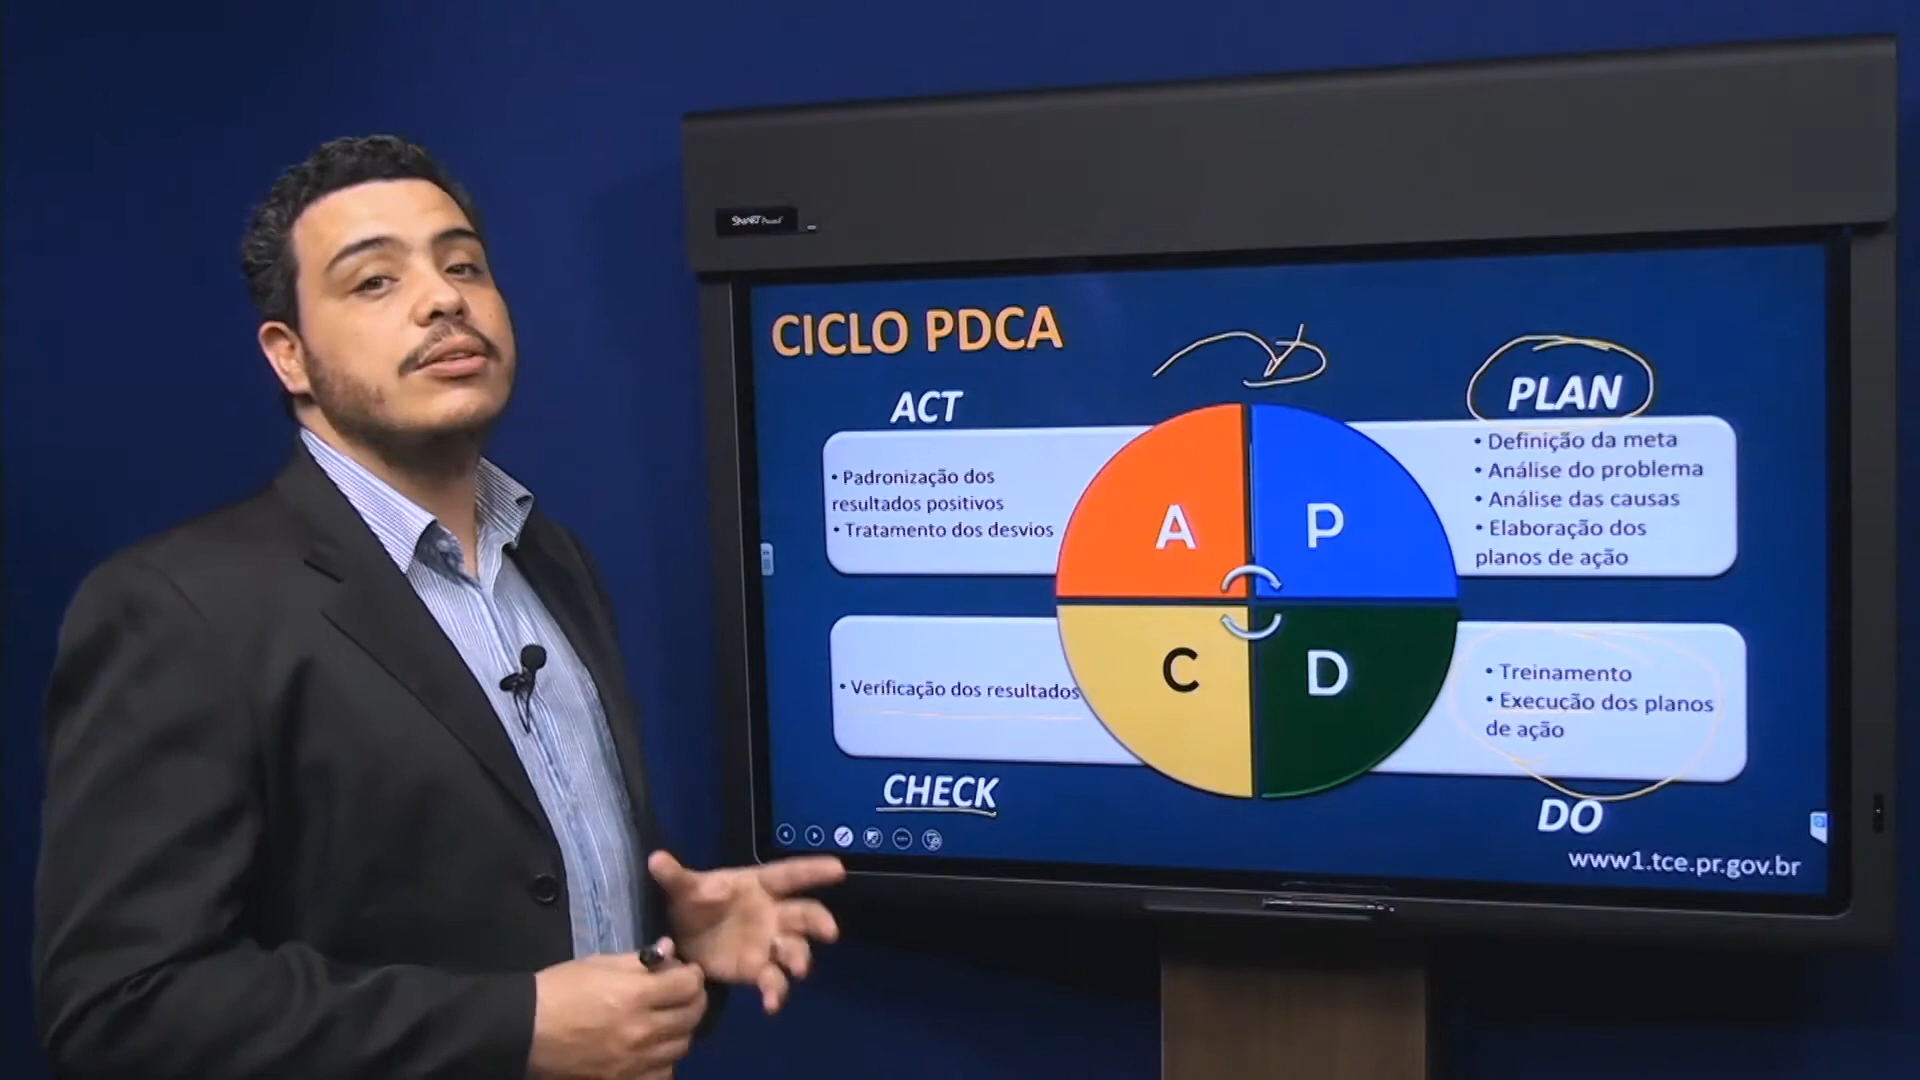 SMART Board
CICLO PDCA
ACT
• Padronização dos
resultados positivos
• Tratamento dos desvios
PLAN
• Definição da meta
• Análise do problema
• Análise das causas
• Elaboração dos
planos de ação
A
P
C
D
• Verificação dos resultados
CHECK
• Treinamento
• Execução dos planos
de ação
DO
www1.tce.pr.gov.br